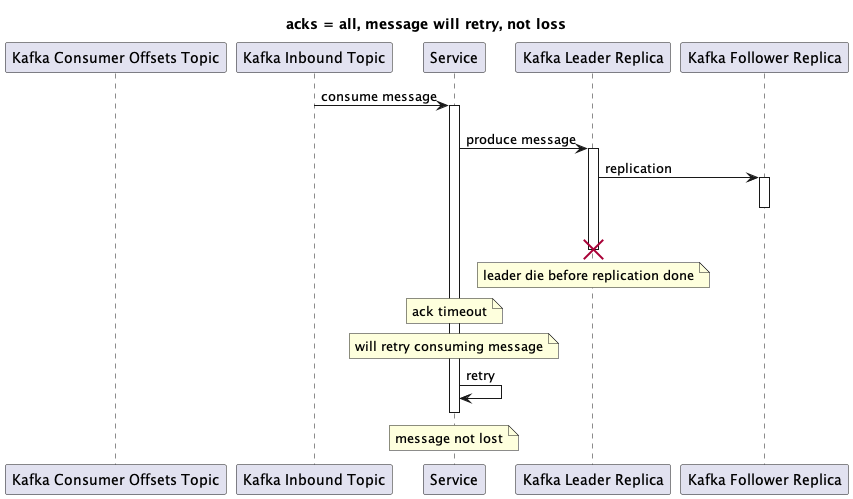 acks = all, message will retry, not loss
Kafka Consumer Offsets Topic
Kafka Inbound Topic
Service
Kafka Leader Replica
Kafka Follower Replica
consume message
produce message
replication
leader die before replication done
ack timeout
will retry consuming message
retry
message not lost
Kafka Consumer Offsets Topic
Kafka Inbound Topic
Service
Kafka Leader Replica
Kafka Follower Replica